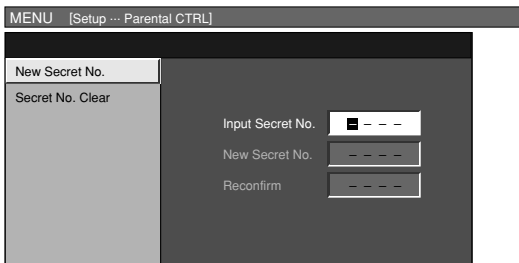 MENU [Setup ··· Parental CTRL]
New Secret No.
Secret No. Clear
Input Secret No. – – – –
New Secret No. – – – –
Reconfirm – – – –